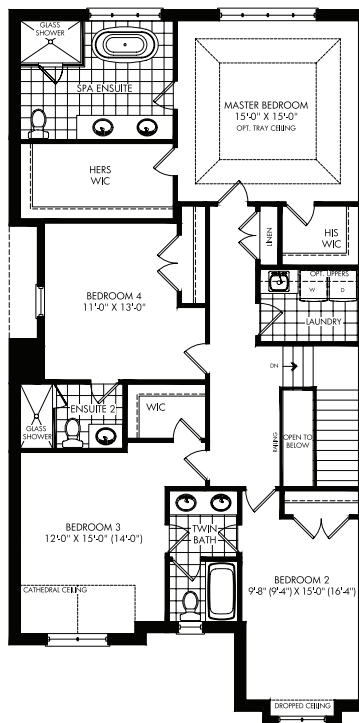 GLASS
SHOWER
SPA ENSUITE
MASTER BEDROOM
15'-0" X 15'-0"
OPT. TRAY CEILING
HERS
WIC
LINEN
HIS
WIC
OPT. UPPERS
W D
LAUNDRY
BEDROOM 4
11'-0" X 13'-0"
DN
ENSUITE 2
WIC
GLASS
SHOWER
RAILING
OPEN TO
BELOW
BEDROOM 3
12'-0" X 15'-0" (14'-0")
TWIN
BATH
BEDROOM 2
9'-8" (9'-4") X 15'-0" (16'-4")
CATHEDRAL CEILING
DROPPED CEILING